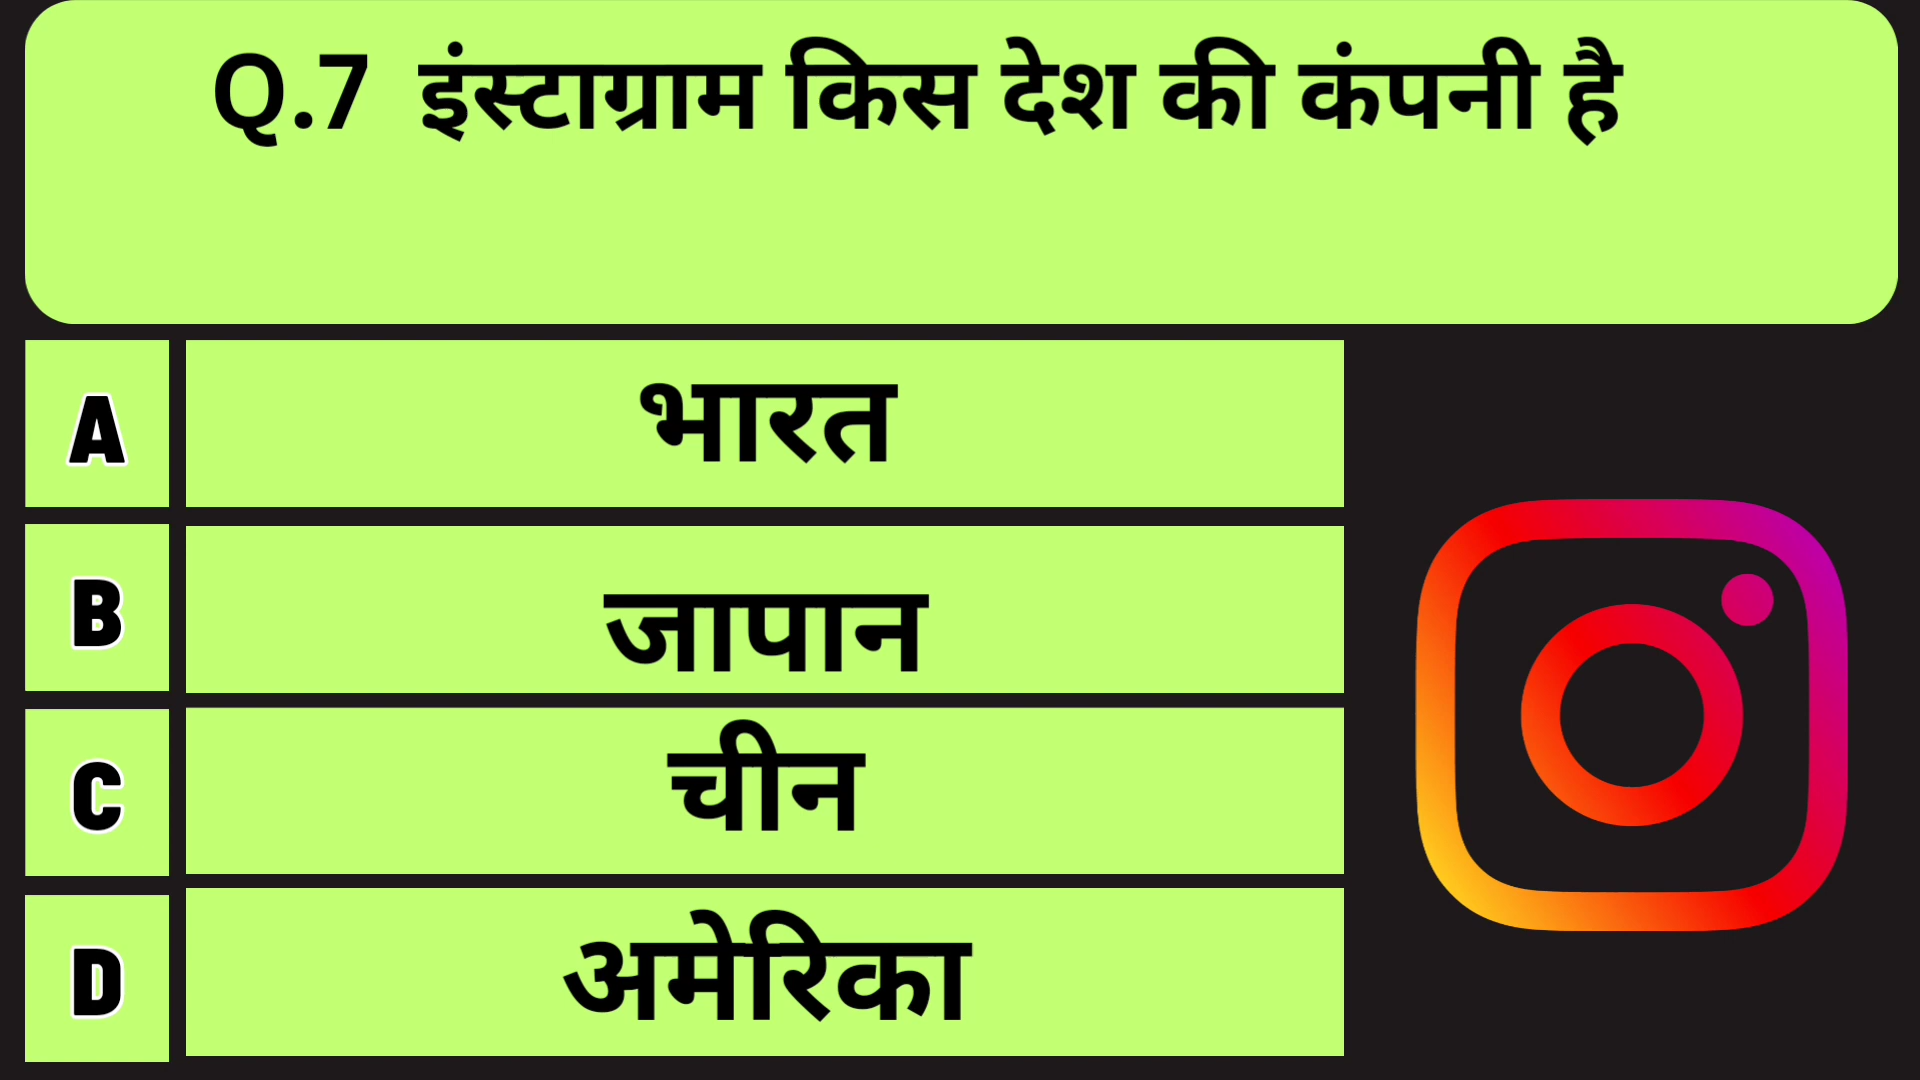 Q.7 इंस्टाग्राम किस देश की कंपनी है
A
भारत
B
जापान
C
चीन
D
अमेरिका